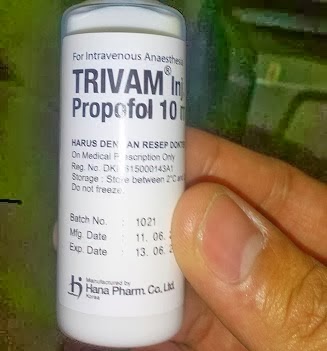 For Intravenous Anaesthesia
TRIVAM® Inj
Propofol 10 m
HARUS DENGAN RESEP DOKTE
On Medical Prescription Only
Reg. No.
Storage : Store between 2°C and
Do not freeze.
Batch No. : 1021
Mfg. Date : 11. 06.
Exp. Date : 13. 06.
Manufactured by
Hana Pharm. Co., Ltd.
Korea